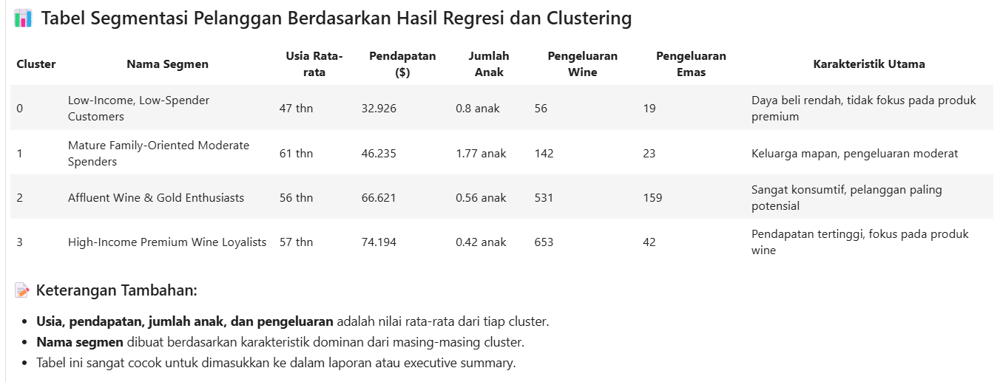 Tabel Segmentasi Pelanggan Berdasarkan Hasil Regresi dan Clustering
Cluster Nama Segmen Usia Rata-rata Pendapatan ($) Jumlah Anak Pengeluaran Wine Pengeluaran Emas Karakteristik Utama
0 Low-Income, Low-Spender Customers 47 thn 32.926 0.8 anak 56 19 Daya beli rendah, tidak fokus pada produk premium
1 Mature Family-Oriented Moderate Spenders 61 thn 46.235 1.77 anak 142 23 Keluarga mapan, pengeluaran moderat
2 Affluent Wine & Gold Enthusiasts 56 thn 66.621 0.56 anak 531 159 Sangat konsumtif, pelanggan paling potensial
3 High-Income Premium Wine Loyalists 57 thn 74.194 0.42 anak 653 42 Pendapatan tertinggi, fokus pada produk wine
Keterangan Tambahan:
• Usia, pendapatan, jumlah anak, dan pengeluaran adalah nilai rata-rata dari tiap cluster.
• Nama segmen dibuat berdasarkan karakteristik dominan dari masing-masing cluster.
• Tabel ini sangat cocok untuk dimasukkan ke dalam laporan atau executive summary.